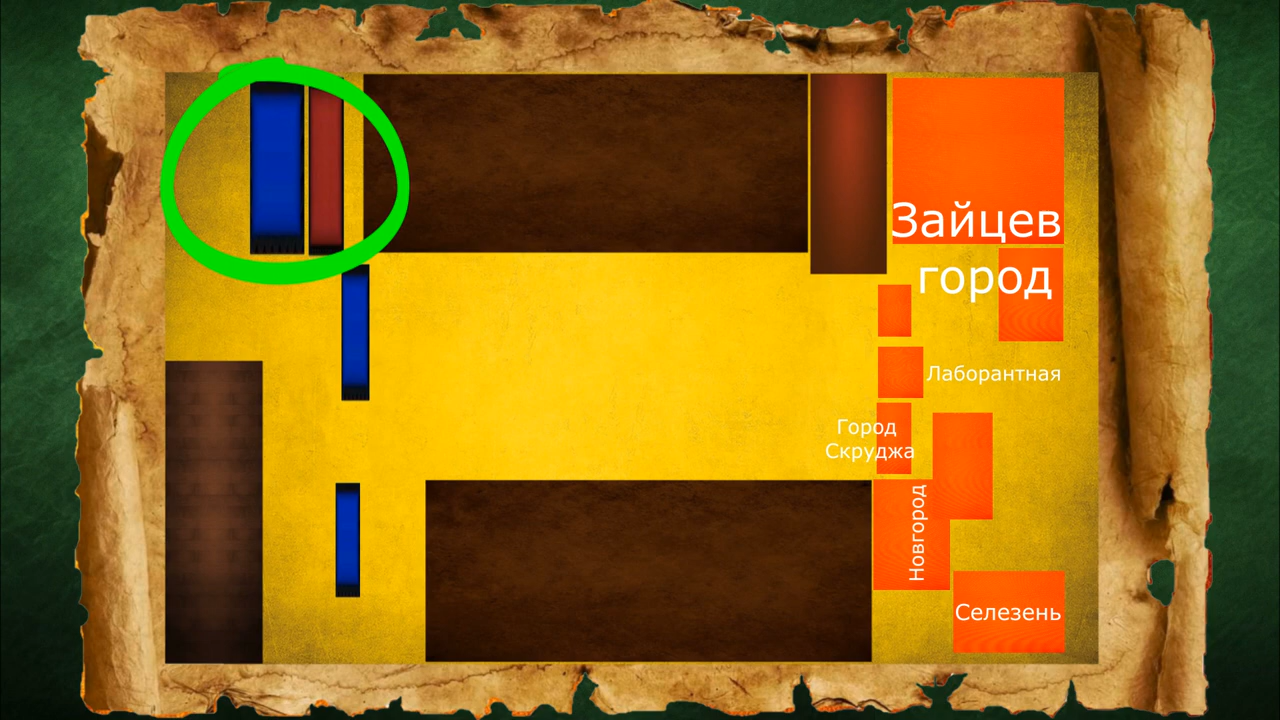 Зайцев
город
Лаборантная
Город
Скруджа
Новгород
Селезень